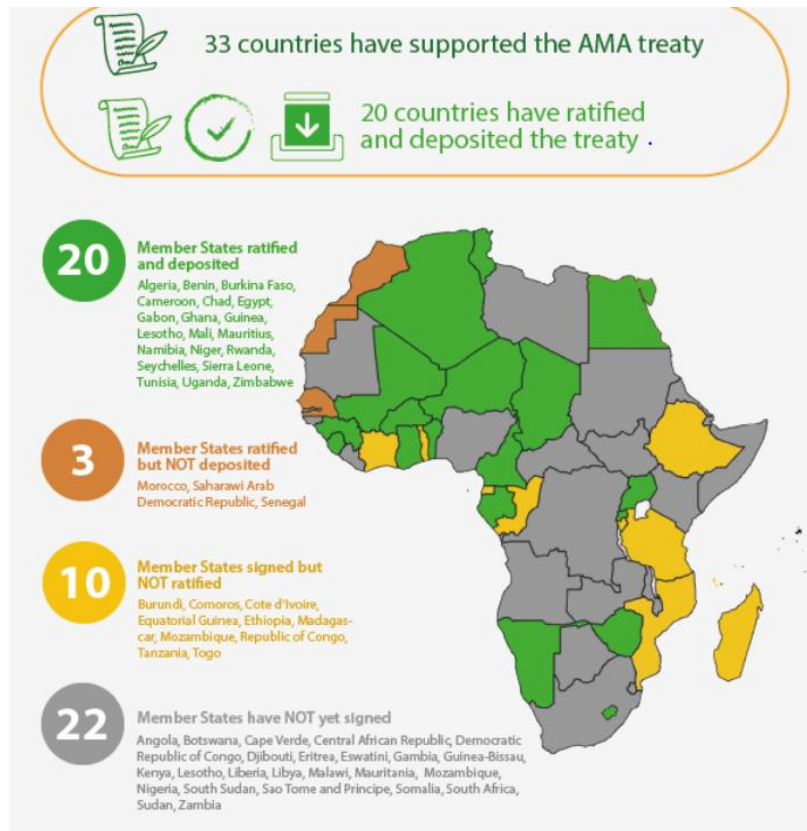 33 countries have supported the AMA treaty
20 countries have ratified
and deposited the treaty .
20
Member States ratified
and deposited
Algeria, Benin, Burkina Faso,
Cameroon, Chad, Egypt,
Gabon, Ghana, Guinea,
Lesotho, Mali, Mauritius,
Namibia, Niger, Rwanda,
Seychelles, Sierra Leone,
Tunisia, Uganda, Zimbabwe
3
Member States ratified
but NOT deposited
Morocco, Saharawi Arab
Democratic Republic, Senegal
10
Member States signed but
NOT ratified
Burundi, Comoros, Cote d'Ivoire,
Equatorial Guinea, Ethiopia, Madagas-
car, Mozambique, Republic of Congo,
Tanzania, Togo
22
Member States have NOT yet signed
Angola, Botswana, Cape Verde, Central African Republic, Democratic
Republic of Congo, Djibouti, Eritrea, Eswatini, Gambia, Guinea-Bissau,
Kenya, Lesotho, Liberia, Libya, Malawi, Mauritania, Mozambique,
Nigeria, South Sudan, Sao Tome and Principe, Somalia, South Africa,
Sudan, Zambia